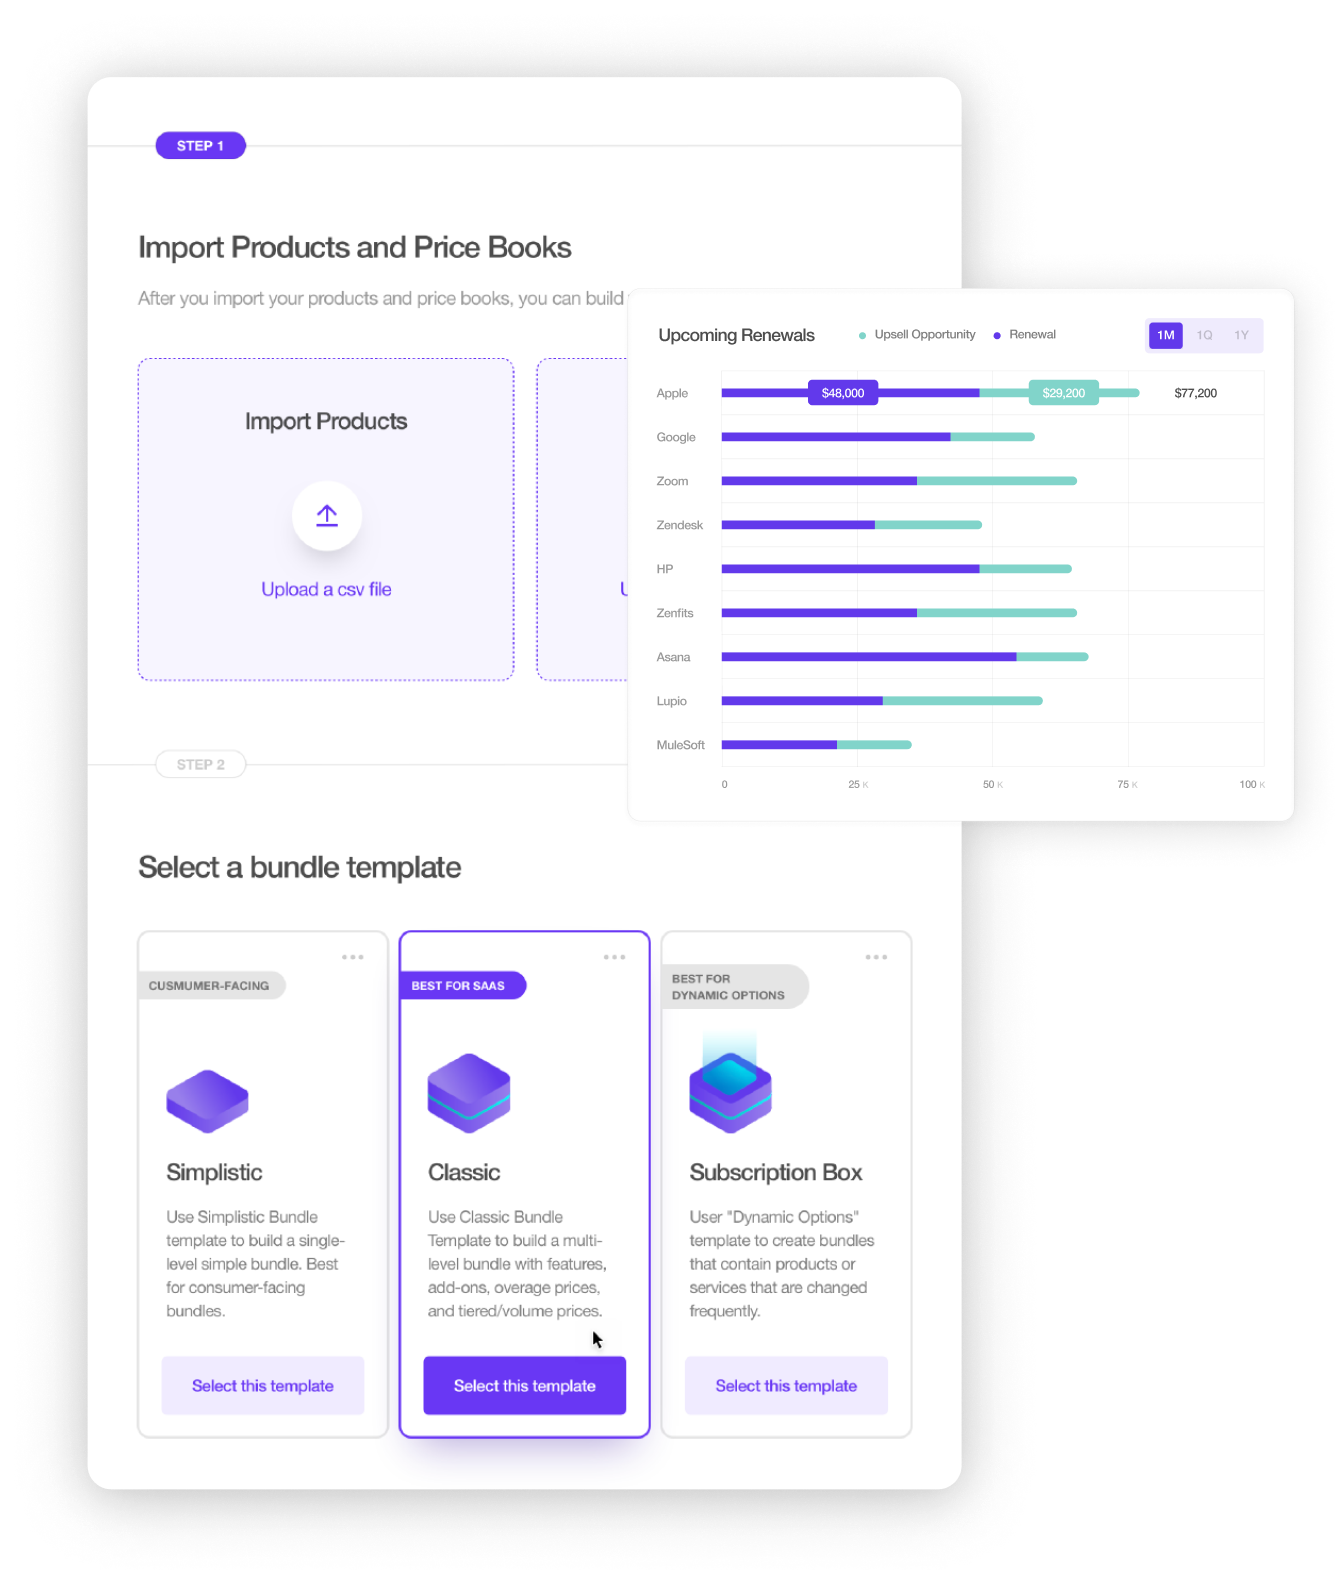 STEP 1
Import Products and Price Books
After you import your products and price books, you can build
Import Products
Upload a csv file
U
Upcoming Renewals
Upsell Opportunity
Renewal
1M
1Q
1Y
Apple
$48,000
$29,200
$77,200
Google
Zoom
Zendesk
HP
Zenfits
Asana
Lupio
MuleSoft
0
25 K
50 K
75 K
100 K
STEP 2
Select a bundle template
CUSMUMER-FACING
Simplistic
Use Simplistic Bundle
template to build a single-
level simple bundle. Best
for consumer-facing
bundles.
Select this template
BEST FOR SAAS
Classic
Use Classic Bundle
Template to build a multi-
level bundle with features,
add-ons, overage prices,
and tiered/volume prices.
Select this template
BEST FOR
DYNAMIC OPTIONS
Subscription Box
User "Dynamic Options"
template to create bundles
that contain products or
services that are changed
frequently.
Select this template